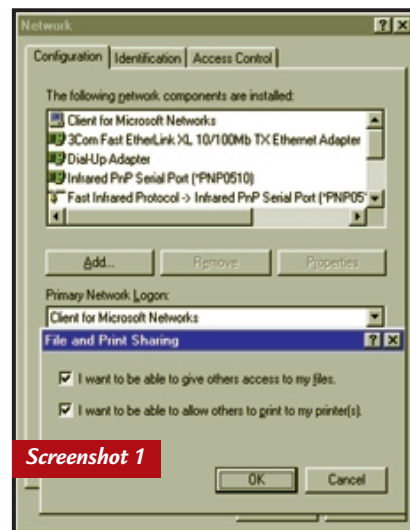 Network
Configuration Identification Access Control
The following network components are installed:
Client for Microsoft Networks
3Com Fast EtherLink XL 10/100Mb TX Ethernet Adapter
Dial-Up Adapter
Infrared PnP Serial Port (*PNP0510)
Fast Infrared Protocol -> Infrared PnP Serial Port (*PNP05
Add... Remove Properties
Primary Network Logon:
Client for Microsoft Networks
File and Print Sharing
I want to be able to give others access to my files.
I want to be able to allow others to print to my printer(s).
Screenshot 1
OK Cancel